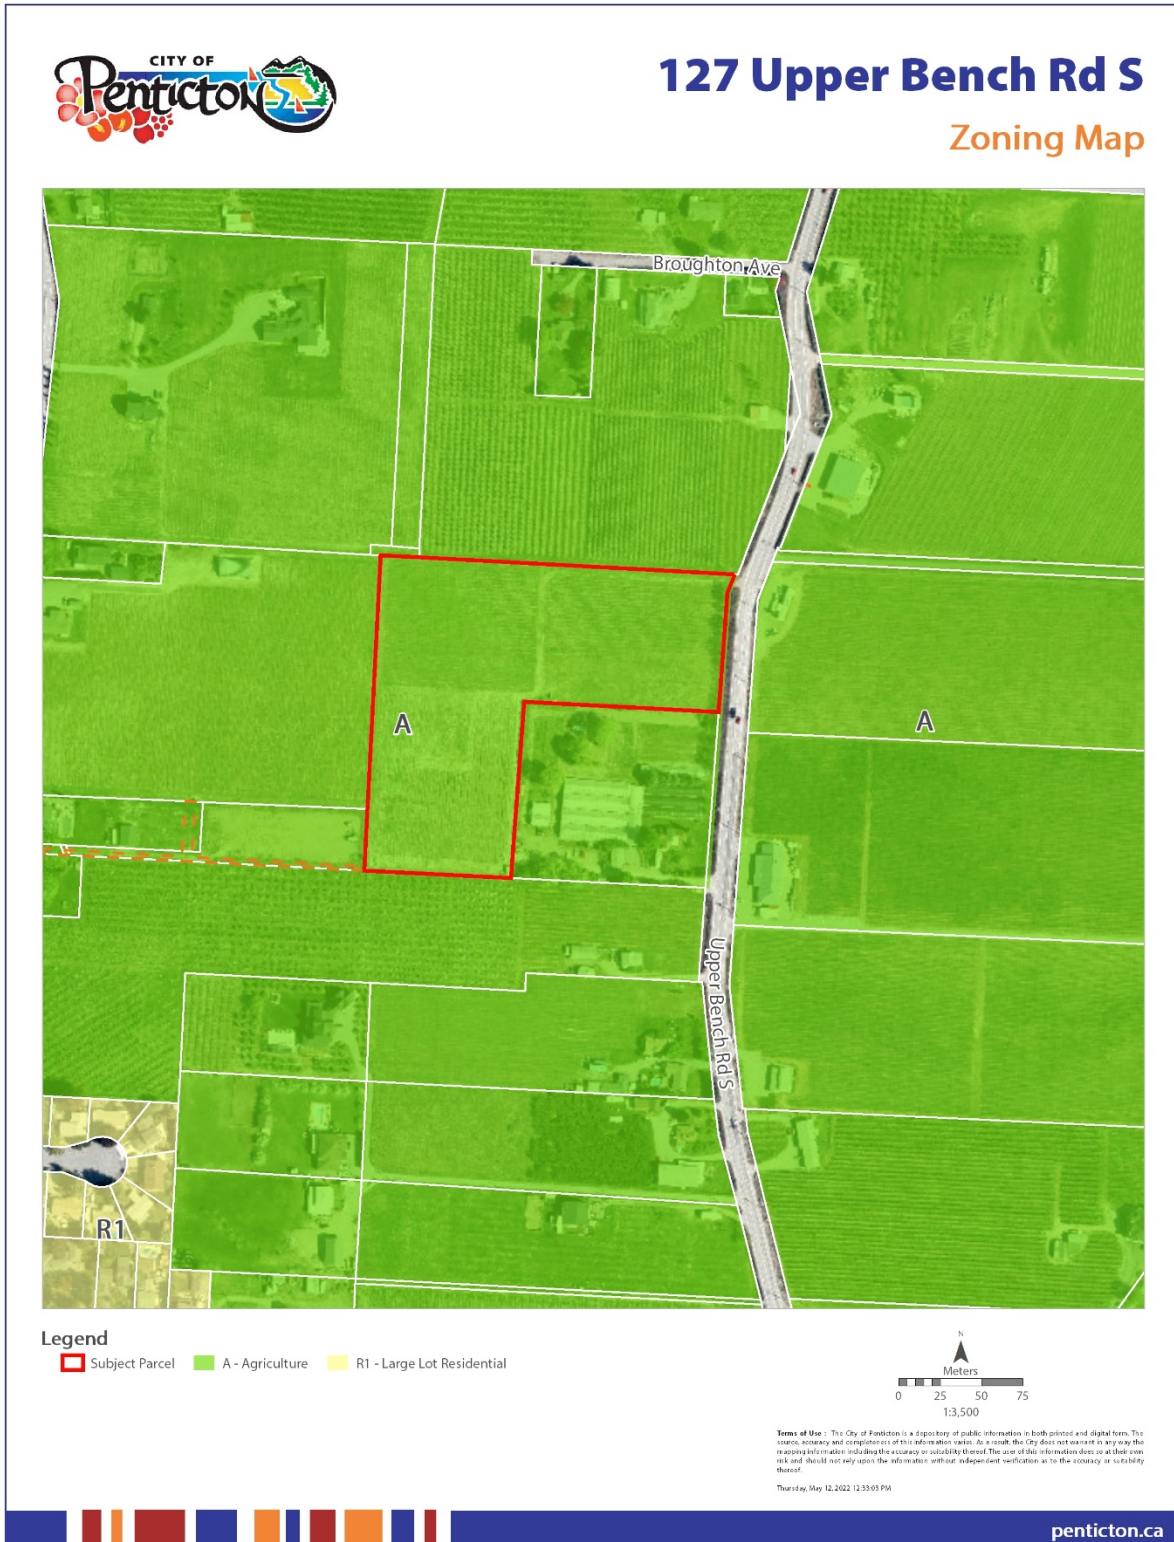 CITY OF
Penticton
127 Upper Bench Rd S
Zoning Map
Broughton Ave
A
A
Upper Bench Rd S
R1
Legend
Subject Parcel A - Agriculture R1 - Large Lot Residential
N
Meters
0 25 50 75
1:3,500
Terms of Use : The City of Penticton is a depository of public information in both printed and digital form. The
source, accuracy and completeness of this information varies. As a result, the City does not warrant in any way the
mapping information including the accuracy or suitability thereof. The user of this information does so at their own
risk and should not rely upon the information without independent verification as to the accuracy or suitability
thereof.
Thursday, May 12, 2022 12:33:03 PM
penticton.ca